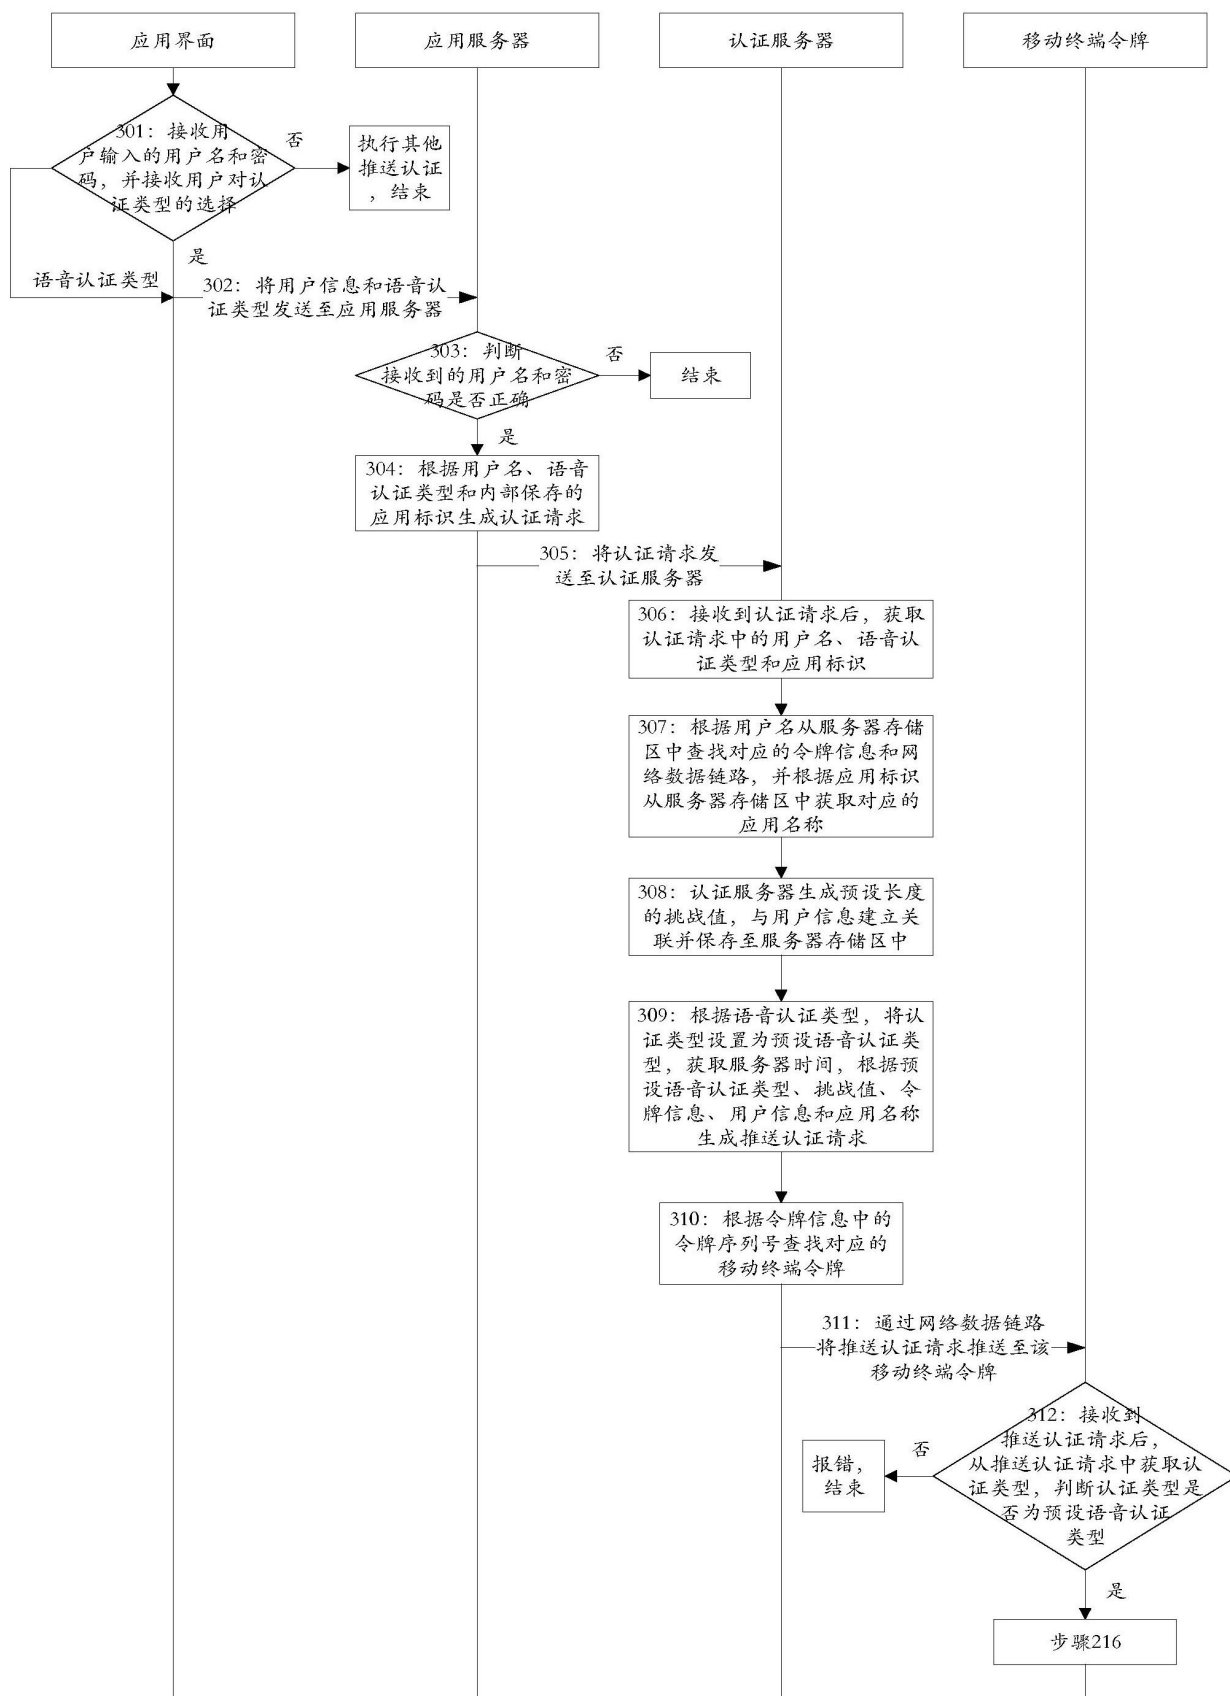 应用界面
应用服务器
认证服务器
移动终端令牌
301：接收用
户输入的用户名和密
码，并接收用户对认
证类型的选择
否
执行其他
推送认证
，结束
是
语音认证类型
302：将用户信息和语音认
证类型发送至应用服务器
303：判断
接收到的用户名和密
码是否正确
否
结束
是
304：根据用户名、语音
认证类型和内部保存的
应用标识生成认证请求
305：将认证请求发
送至认证服务器
306：接收到认证请求后，获取
认证请求中的用户名、语音认
证类型和应用标识
307：根据用户名从服务器存储
区中查找对应的令牌信息和网
络数据链路，并根据应用标识
从服务器存储区中获取对应的
应用名称
308：认证服务器生成预设长度
的挑战值，与用户信息建立关
联并保存至服务器存储区中
309：根据语音认证类型，将认
证类型设置为预设语音认证类
型，获取服务器时间，根据预
设语音认证类型、挑战值、令
牌信息、用户信息和应用名称
生成推送认证请求
310：根据令牌信息中的
令牌序列号查找对应的
移动终端令牌
311：通过网络数据链路
将推送认证请求推送至该
移动终端令牌
312：接收到
推送认证请求后，
从推送认证请求中获取认
证类型，判断认证类型是
否为预设语音认证
类型
否
报错，
结束
是
步骤216